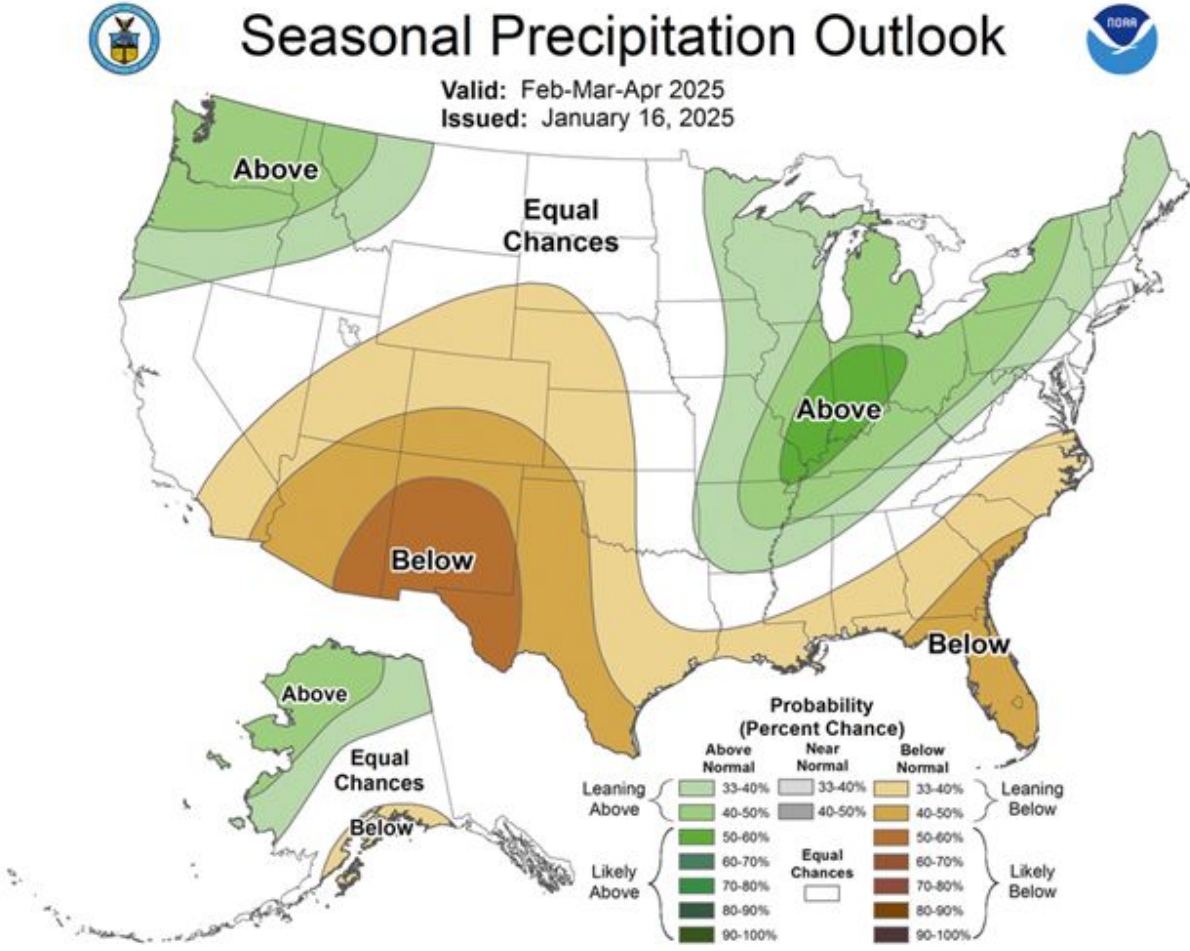 Seasonal Precipitation Outlook
NOAA
Valid: Feb-Mar-Apr 2025
Issued: January 16, 2025
Above
Equal
Chances
Above
Below
Below
Above
Equal
Chances
Below
Probability
(Percent Chance)
Above
Normal
Near
Normal
Below
Normal
Leaning
Above
33-40%
33-40%
33-40%
Leaning
Below
40-50%
40-50%
40-50%
Likely
Above
50-60%
50-60%
Likely
Below
60-70%
60-70%
Equal
Chances
70-80%
70-80%
80-90%
80-90%
90-100%
90-100%